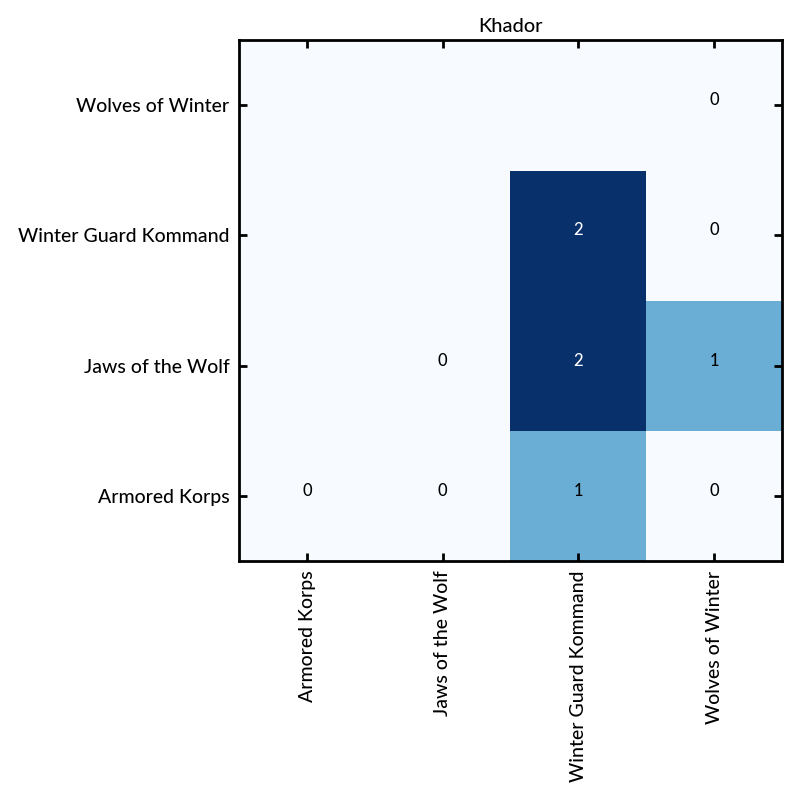 Khador
Wolves of Winter 0
Winter Guard Kommand 2 0
Jaws of the Wolf 0 2 1
Armored Korps 0 0 1 0
Armored Korps
Jaws of the Wolf
Winter Guard Kommand
Wolves of Winter